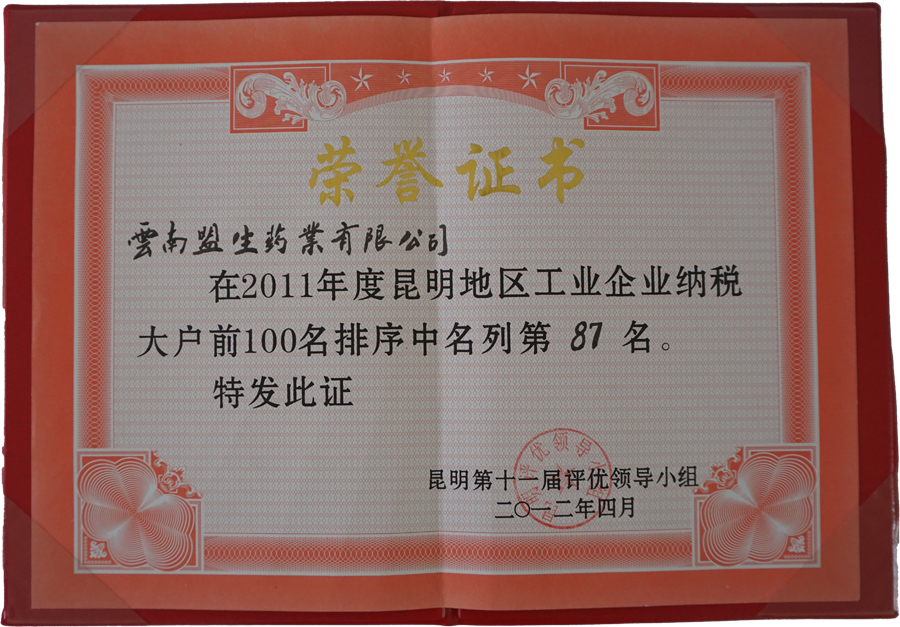 荣誉证书
雲南盟生药業有限公司
在2011年度昆明地区工业企业纳税
大户前100名排序中名列第 87 名。
特发此证
昆明第十一届评优领导小组
二〇一二年四月